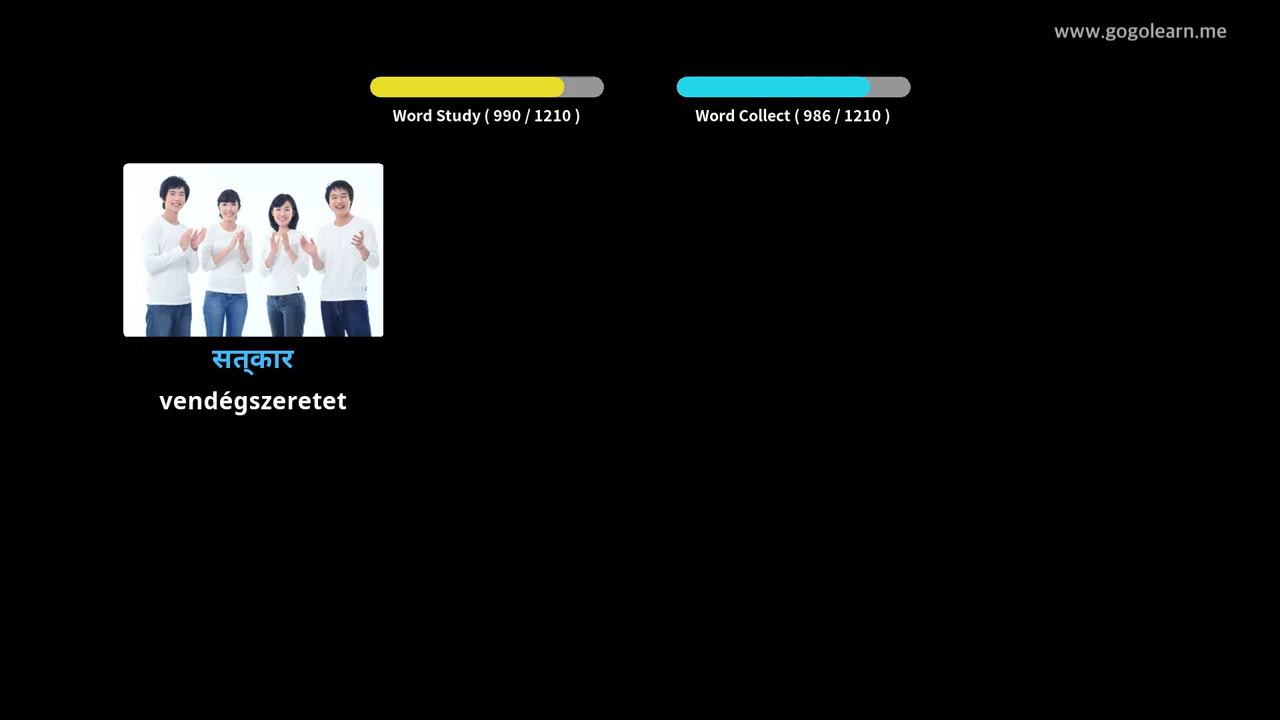 www.gogolearn.me
Word Study ( 990 / 1210 )
Word Collect ( 986 / 1210 )
सत्‌कार
vendégszeretet